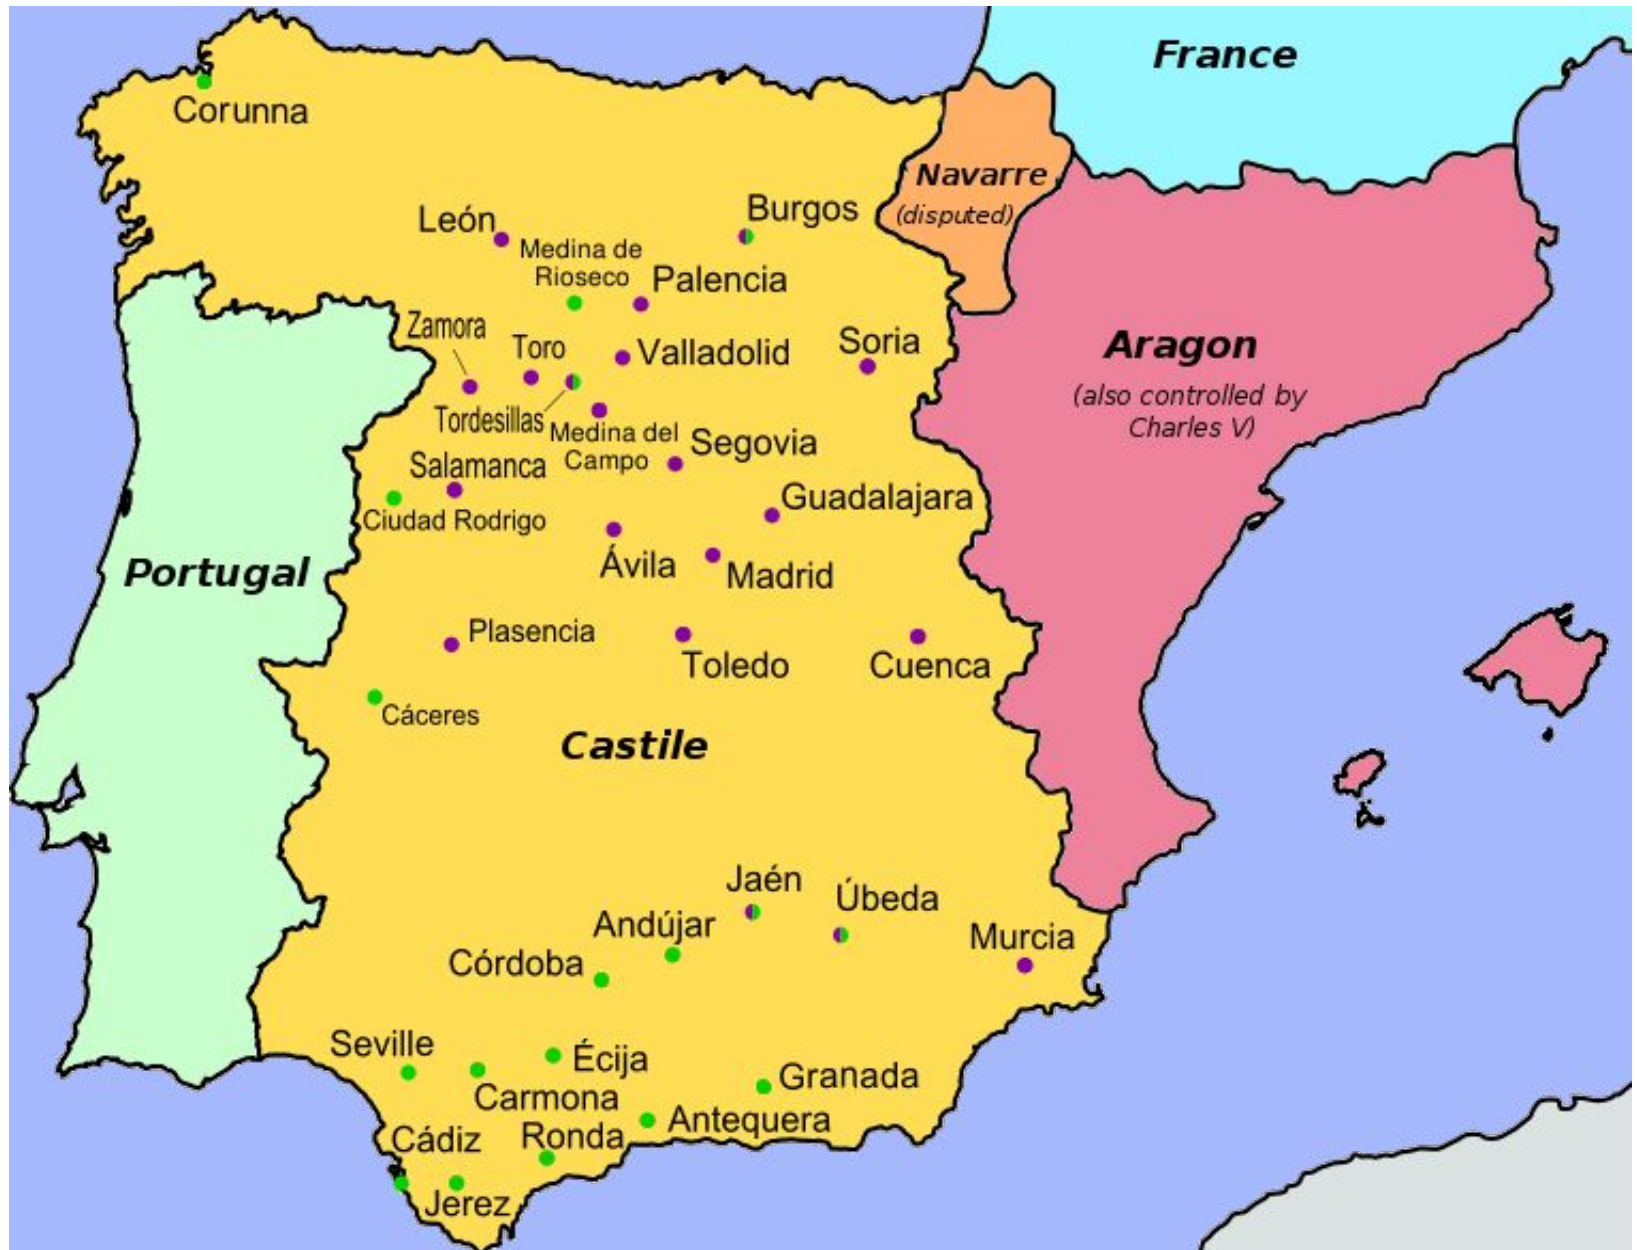 France
Corunna
Navarre
(disputed)
Burgos
León
Medina de
Rioseco
Palencia
Zamora
Toro
Valladolid
Soria
Aragon
(also controlled by
Charles V)
Tordesillas
Medina del
Campo
Segovia
Salamanca
Guadalajara
Ciudad Rodrigo
Portugal
Ávila
Madrid
Plasencia
Toledo
Cuenca
Cáceres
Castile
Jaén
Úbeda
Andújar
Murcia
Córdoba
Seville
Écija
Carmona
Granada
Antequera
Cádiz
Ronda
Jerez